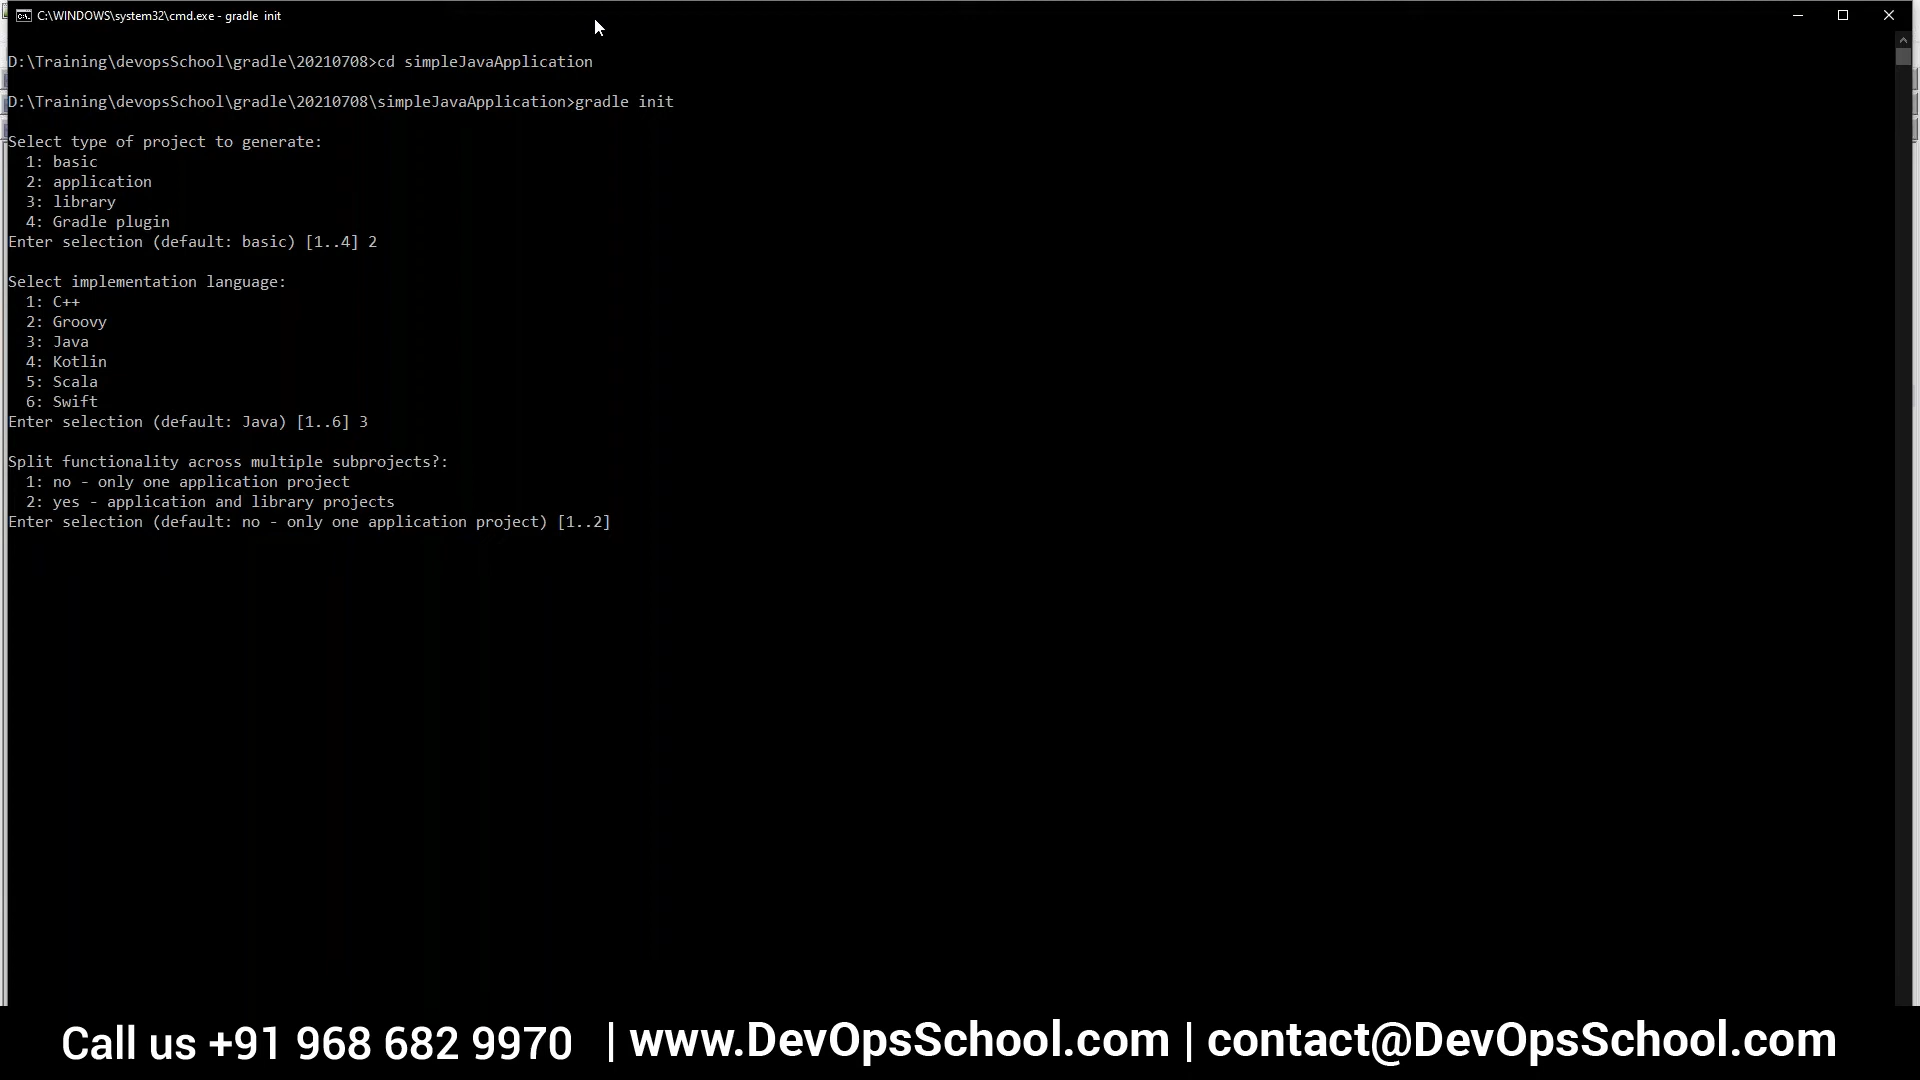 C:\WINDOWS\system32\cmd.exe - gradle  init
D:\Training\devopsSchool\gradle\20210708>cd simpleJavaApplication
D:\Training\devopsSchool\gradle\20210708\simpleJavaApplication>gradle init
Select type of project to generate:
  1: basic
  2: application
  3: library
  4: Gradle plugin
Enter selection (default: basic) [1..4] 2
Select implementation language:
  1: C++
  2: Groovy
  3: Java
  4: Kotlin
  5: Scala
  6: Swift
Enter selection (default: Java) [1..6] 3
Split functionality across multiple subprojects?:
  1: no - only one application project
  2: yes - application and library projects
Enter selection (default: no - only one application project) [1..2]
Call us +91 968 682 9970 | www.DevOpsSchool.com | contact@DevOpsSchool.com